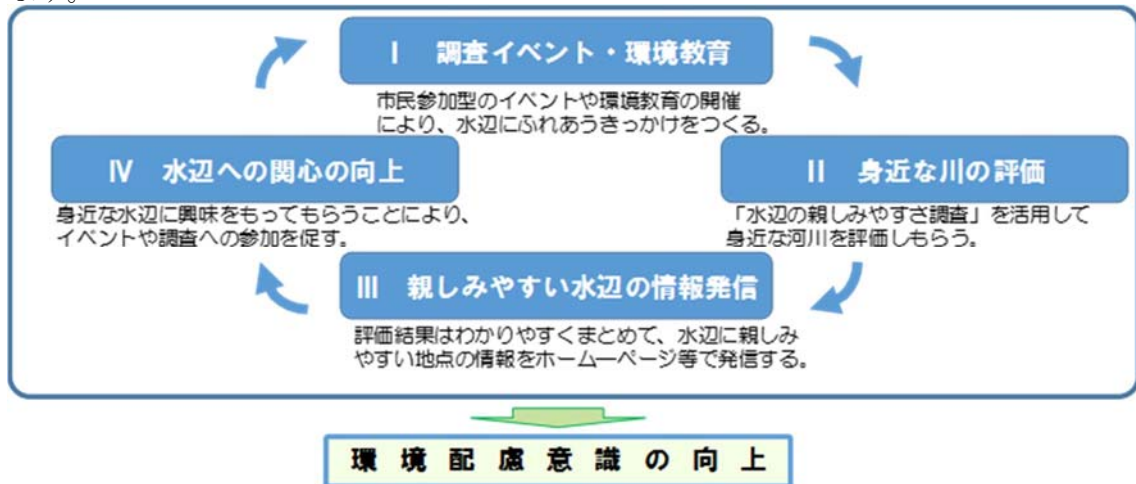 Ⅰ 調査イベント・環境教育
市民参加型のイベントや環境教育の開催
により、水辺にふれあうきっかけをつくる。
Ⅱ 身近な川の評価
「水辺の親しみやすさ調査」を活用して
身近な河川を評価しもらう。
Ⅲ 親しみやすい水辺の情報発信
評価結果はわかりやすくまとめて、水辺に親しみ
やすい地点の情報をホームーページ等で発信する。
Ⅳ 水辺への関心の向上
身近な水辺に興味をもってもらうことにより、
イベントや調査への参加を促す。
環境配慮意識の向上